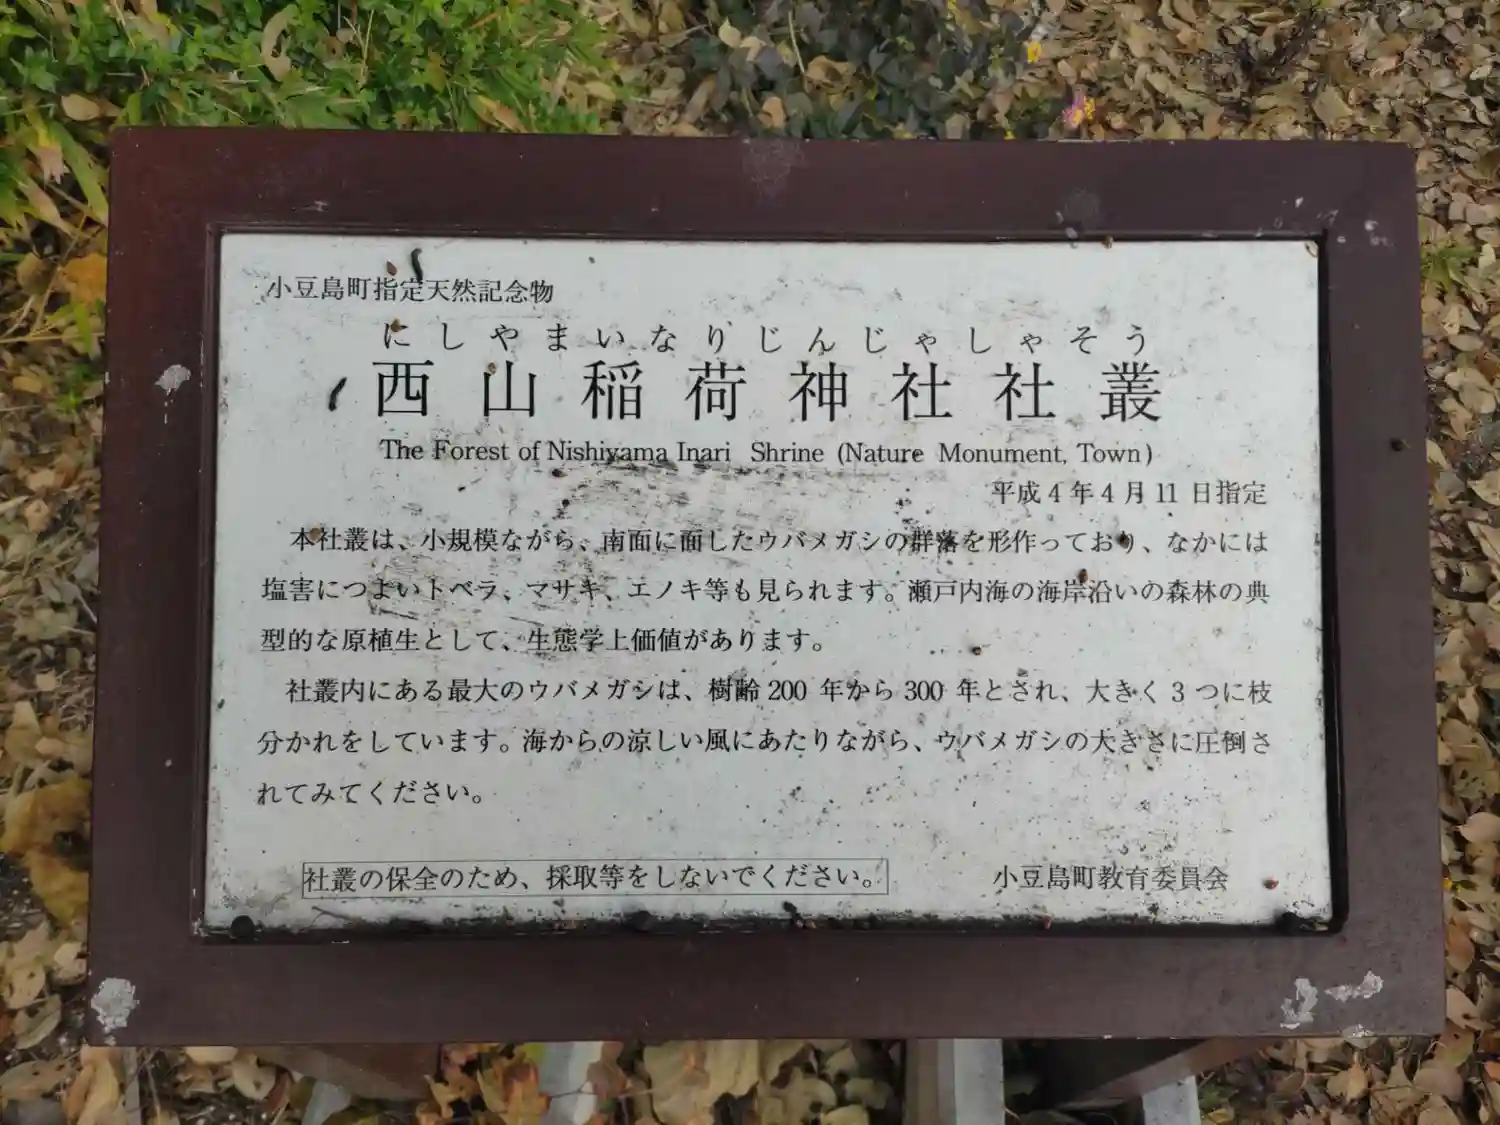 小豆島町指定天然記念物
にしやまいなりじんじゃしゃそう
西山稲荷神社社叢
The Forest of Nishiyama Inari Shrine (Nature Monument, Town)
平成4年4月11日指定
本社叢は、小規模ながら、南面に面したウバメガシの群落を形作っており、なかには
塩害につよいトベラ、マサキ、エノキ等も見られます。瀬戸内海の海岸沿いの森林の典
型的な原植生として、生態学上価値があります。
社叢内にある最大のウバメガシは、樹齢200年から300年とされ、大きく3つに枝
分かれをしています。海からの涼しい風にあたりながら、ウバメガシの大きさに圧倒さ
れてみてください。
社叢の保全のため、採取等をしないでください。
小豆島町教育委員会